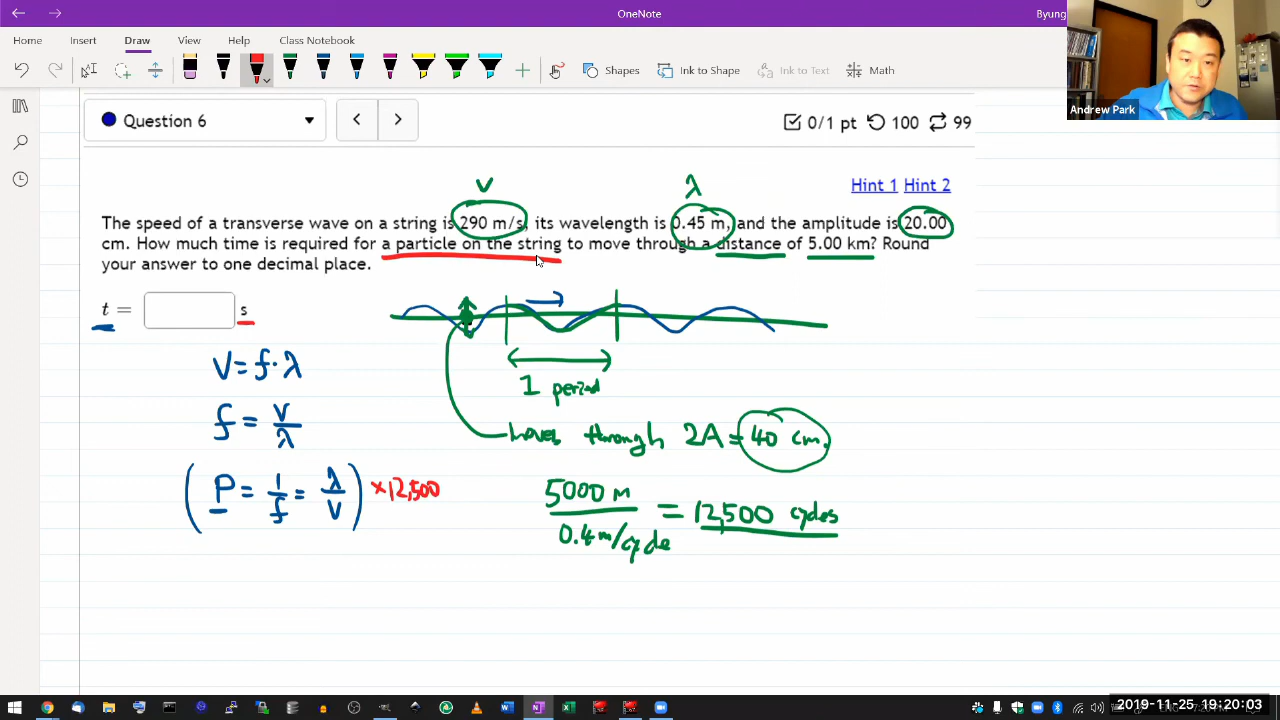 OneNote
Byung
Home Insert Draw View Help Class Notebook
Shapes Ink to Shape Ink to Text Math
Andrew Park
Question 6
0/1 pt 100 99
v λ Hint 1 Hint 2
The speed of a transverse wave on a string is 290 m/s, its wavelength is 0.45 m, and the amplitude is 20.00
cm. How much time is required for a particle on the string to move through a distance of 5.00 km? Round
your answer to one decimal place.
t = s
V = f · λ
1 period
f = v/λ
moves through 2A = 40 cm.
(P = 1/f = λ/v) × 12,500
5000 m / 0.4 m/cycle = 12,500 cycles
2019-11-25 19:20:03